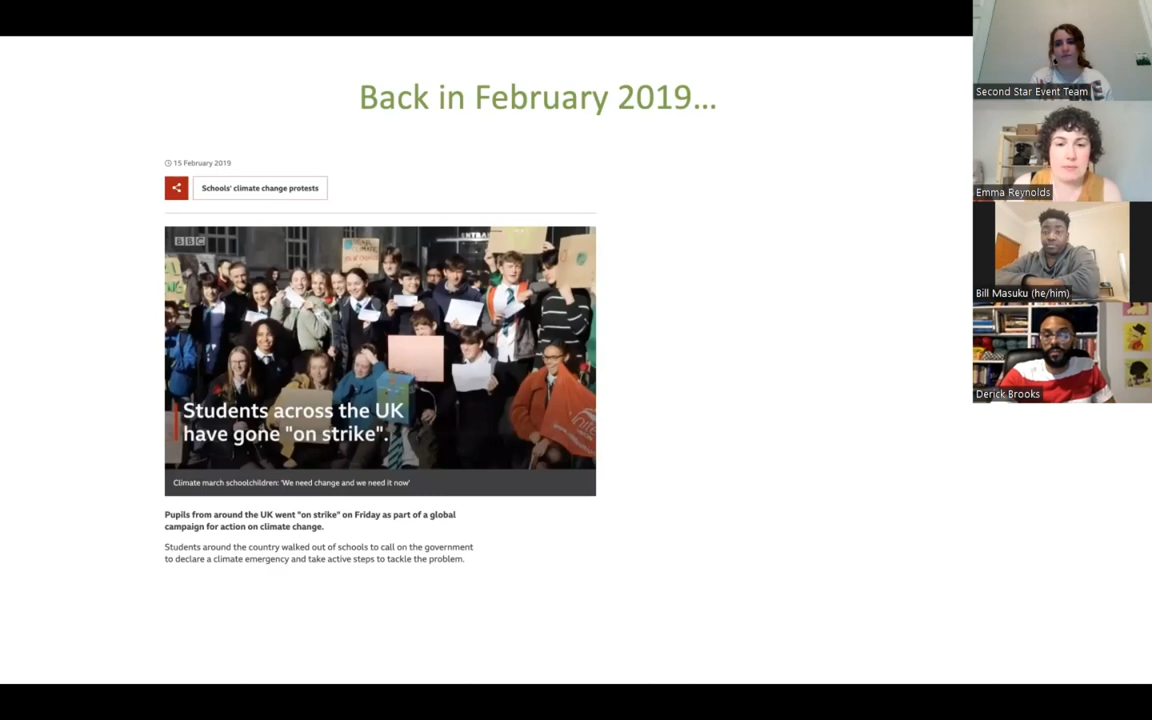 Back in February 2019...
15 February 2019
Schools' climate change protests
BBC
Students across the UK
have gone "on strike".
Climate march schoolchildren: 'We need change and we need it now'
Pupils from around the UK went "on strike" on Friday as part of a global
campaign for action on climate change.
Students around the country walked out of schools to call on the government
to declare a climate emergency and take active steps to tackle the problem.
Second Star Event Team
Emma Reynolds
Bill Masuku (he/him)
Derick Brooks